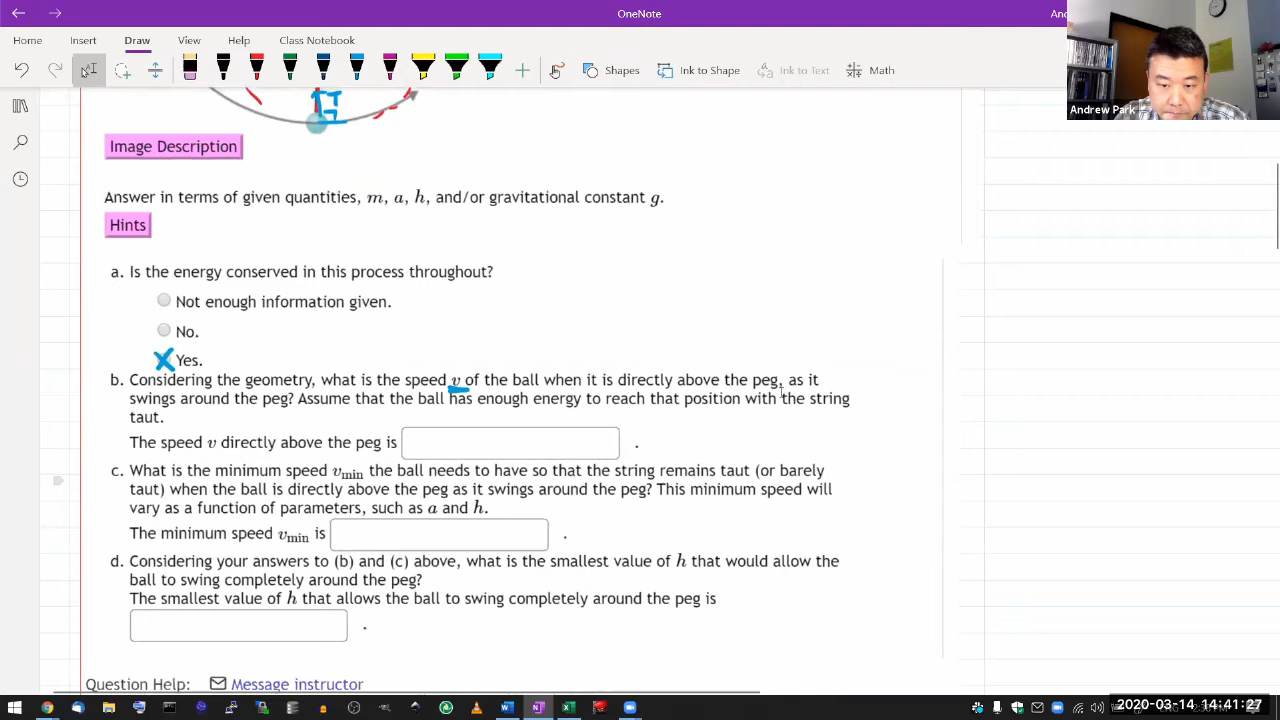 OneNote
An
Home Insert Draw View Help Class Notebook
Shapes Ink to Shape Ink to Text Math
Andrew Park
Image Description
Answer in terms of given quantities, m, a, h, and/or gravitational constant g.
Hints
a. Is the energy conserved in this process throughout?
Not enough information given.
No.
Yes.
b. Considering the geometry, what is the speed v of the ball when it is directly above the peg, as it
swings around the peg? Assume that the ball has enough energy to reach that position with the string
taut.
The speed v directly above the peg is .
c. What is the minimum speed vmin the ball needs to have so that the string remains taut (or barely
taut) when the ball is directly above the peg as it swings around the peg? This minimum speed will
vary as a function of parameters, such as a and h.
The minimum speed vmin is .
d. Considering your answers to (b) and (c) above, what is the smallest value of h that would allow the
ball to swing completely around the peg?
The smallest value of h that allows the ball to swing completely around the peg is
.
Question Help: Message instructor
2020-03-14 14:41:27